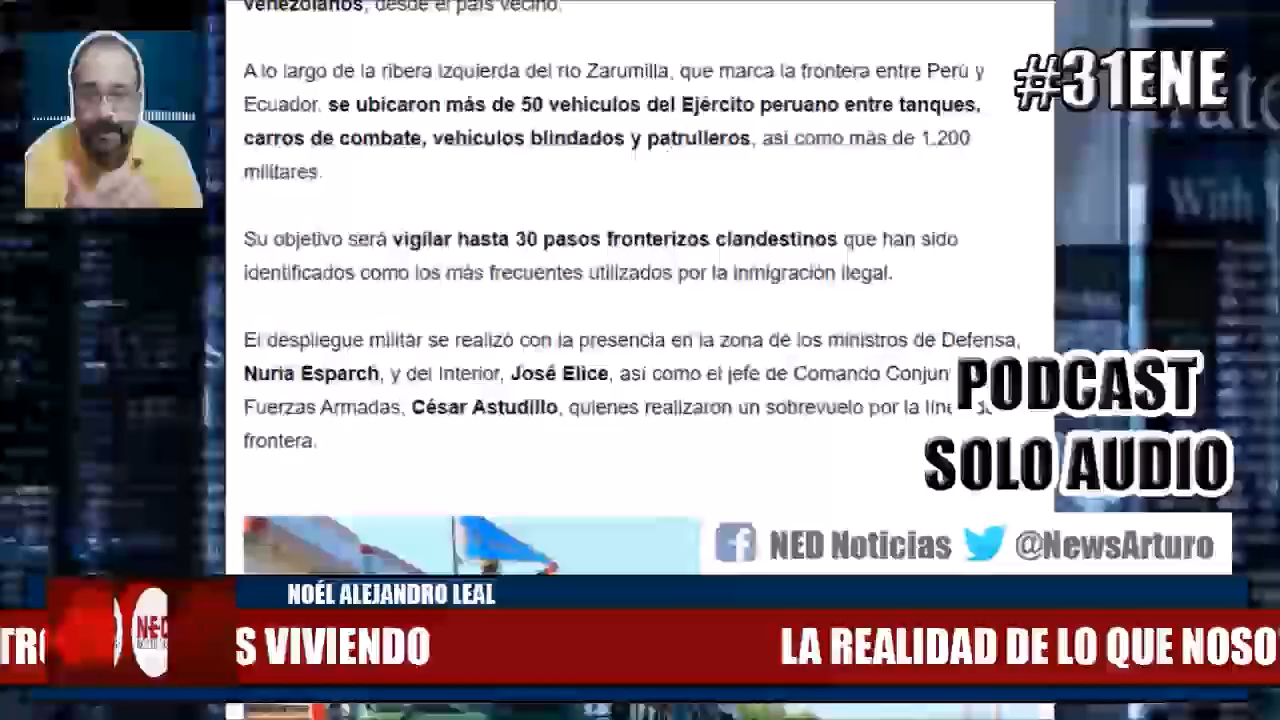 venezolanos, desde el país vecino.
A lo largo de la ribera izquierda del río Zarumilla, que marca la frontera entre Perú y
Ecuador, se ubicaron más de 50 vehículos del Ejército peruano entre tanques,
carros de combate, vehículos blindados y patrulleros, así como más de 1.200
militares.
Su objetivo será vigilar hasta 30 pasos fronterizos clandestinos que han sido
identificados como los más frecuentes utilizados por la inmigración ilegal.
El despliegue militar se realizó con la presencia en la zona de los ministros de Defensa,
Nuria Esparch, y del Interior, José Elice, así como el jefe de Comando Conjun
Fuerzas Armadas, César Astudillo, quienes realizaron un sobrevuelo por la
frontera.
#31ENE
With
PODCAST
SOLO AUDIO
NED Noticias @NewsArturo
NOÉL ALEJANDRO LEAL
NED
S VIVIENDO LA REALIDAD DE LO QUE NOSO